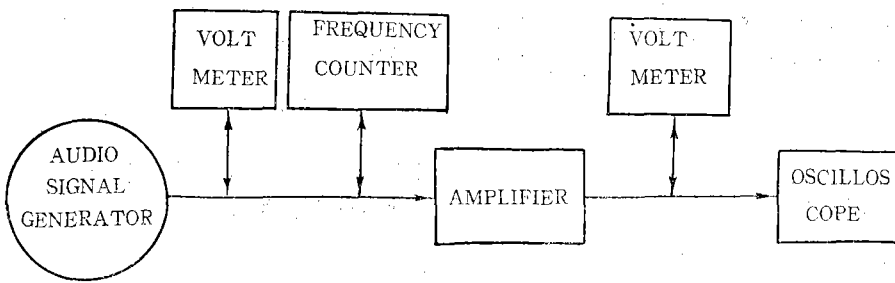 VOLT
METER
FREQUENCY
COUNTER
VOLT
METER
AUDIO
SIGNAL
GENERATOR
AMPLIFIER
OSCILLOS
COPE